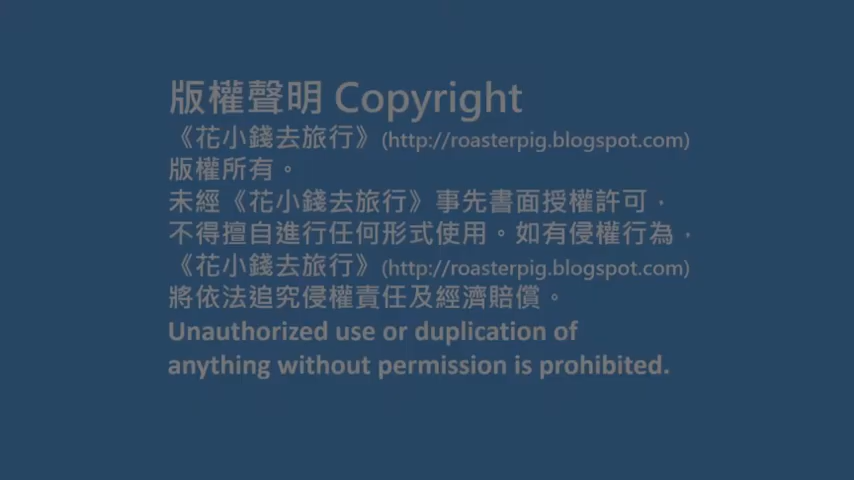 版權聲明 Copyright
《花小錢去旅行》(http://roasterpig.blogspot.com)
版權所有。
未經《花小錢去旅行》事先書面授權許可，
不得擅自進行任何形式使用。如有侵權行為，
《花小錢去旅行》(http://roasterpig.blogspot.com)
將依法追究侵權責任及經濟賠償。
Unauthorized use or duplication of
anything without permission is prohibited.